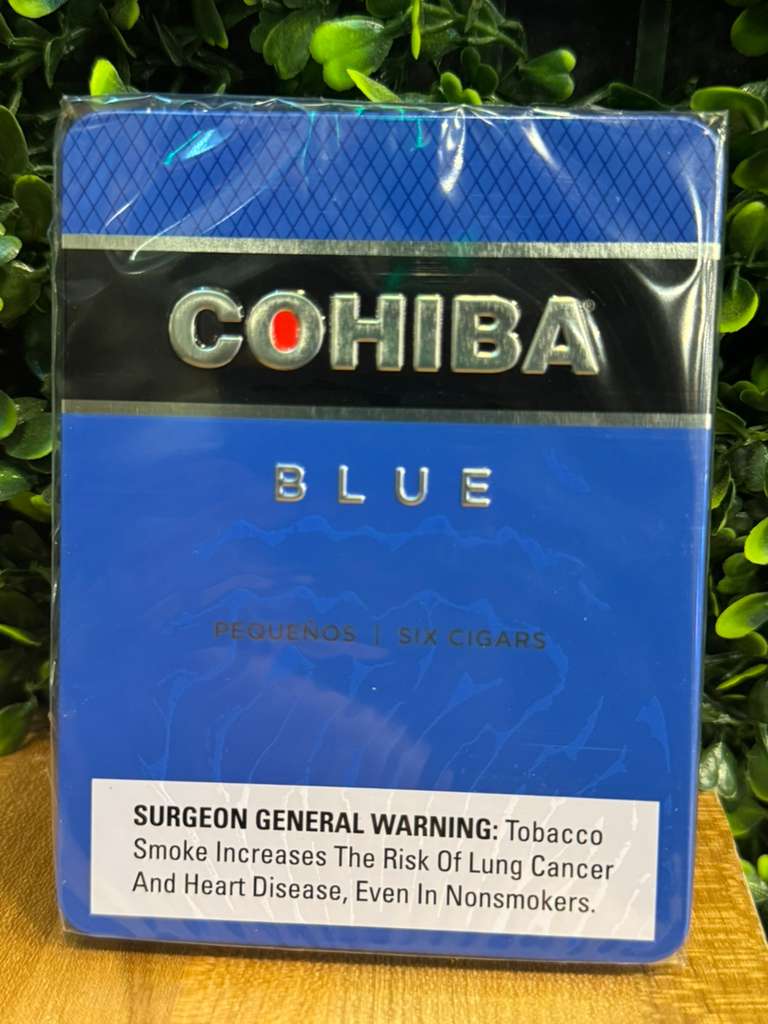 COHIBA®
BLUE
PEQUEÑOS | SIX CIGARS
SURGEON GENERAL WARNING: Tobacco
Smoke Increases The Risk Of Lung Cancer
And Heart Disease, Even In Nonsmokers.